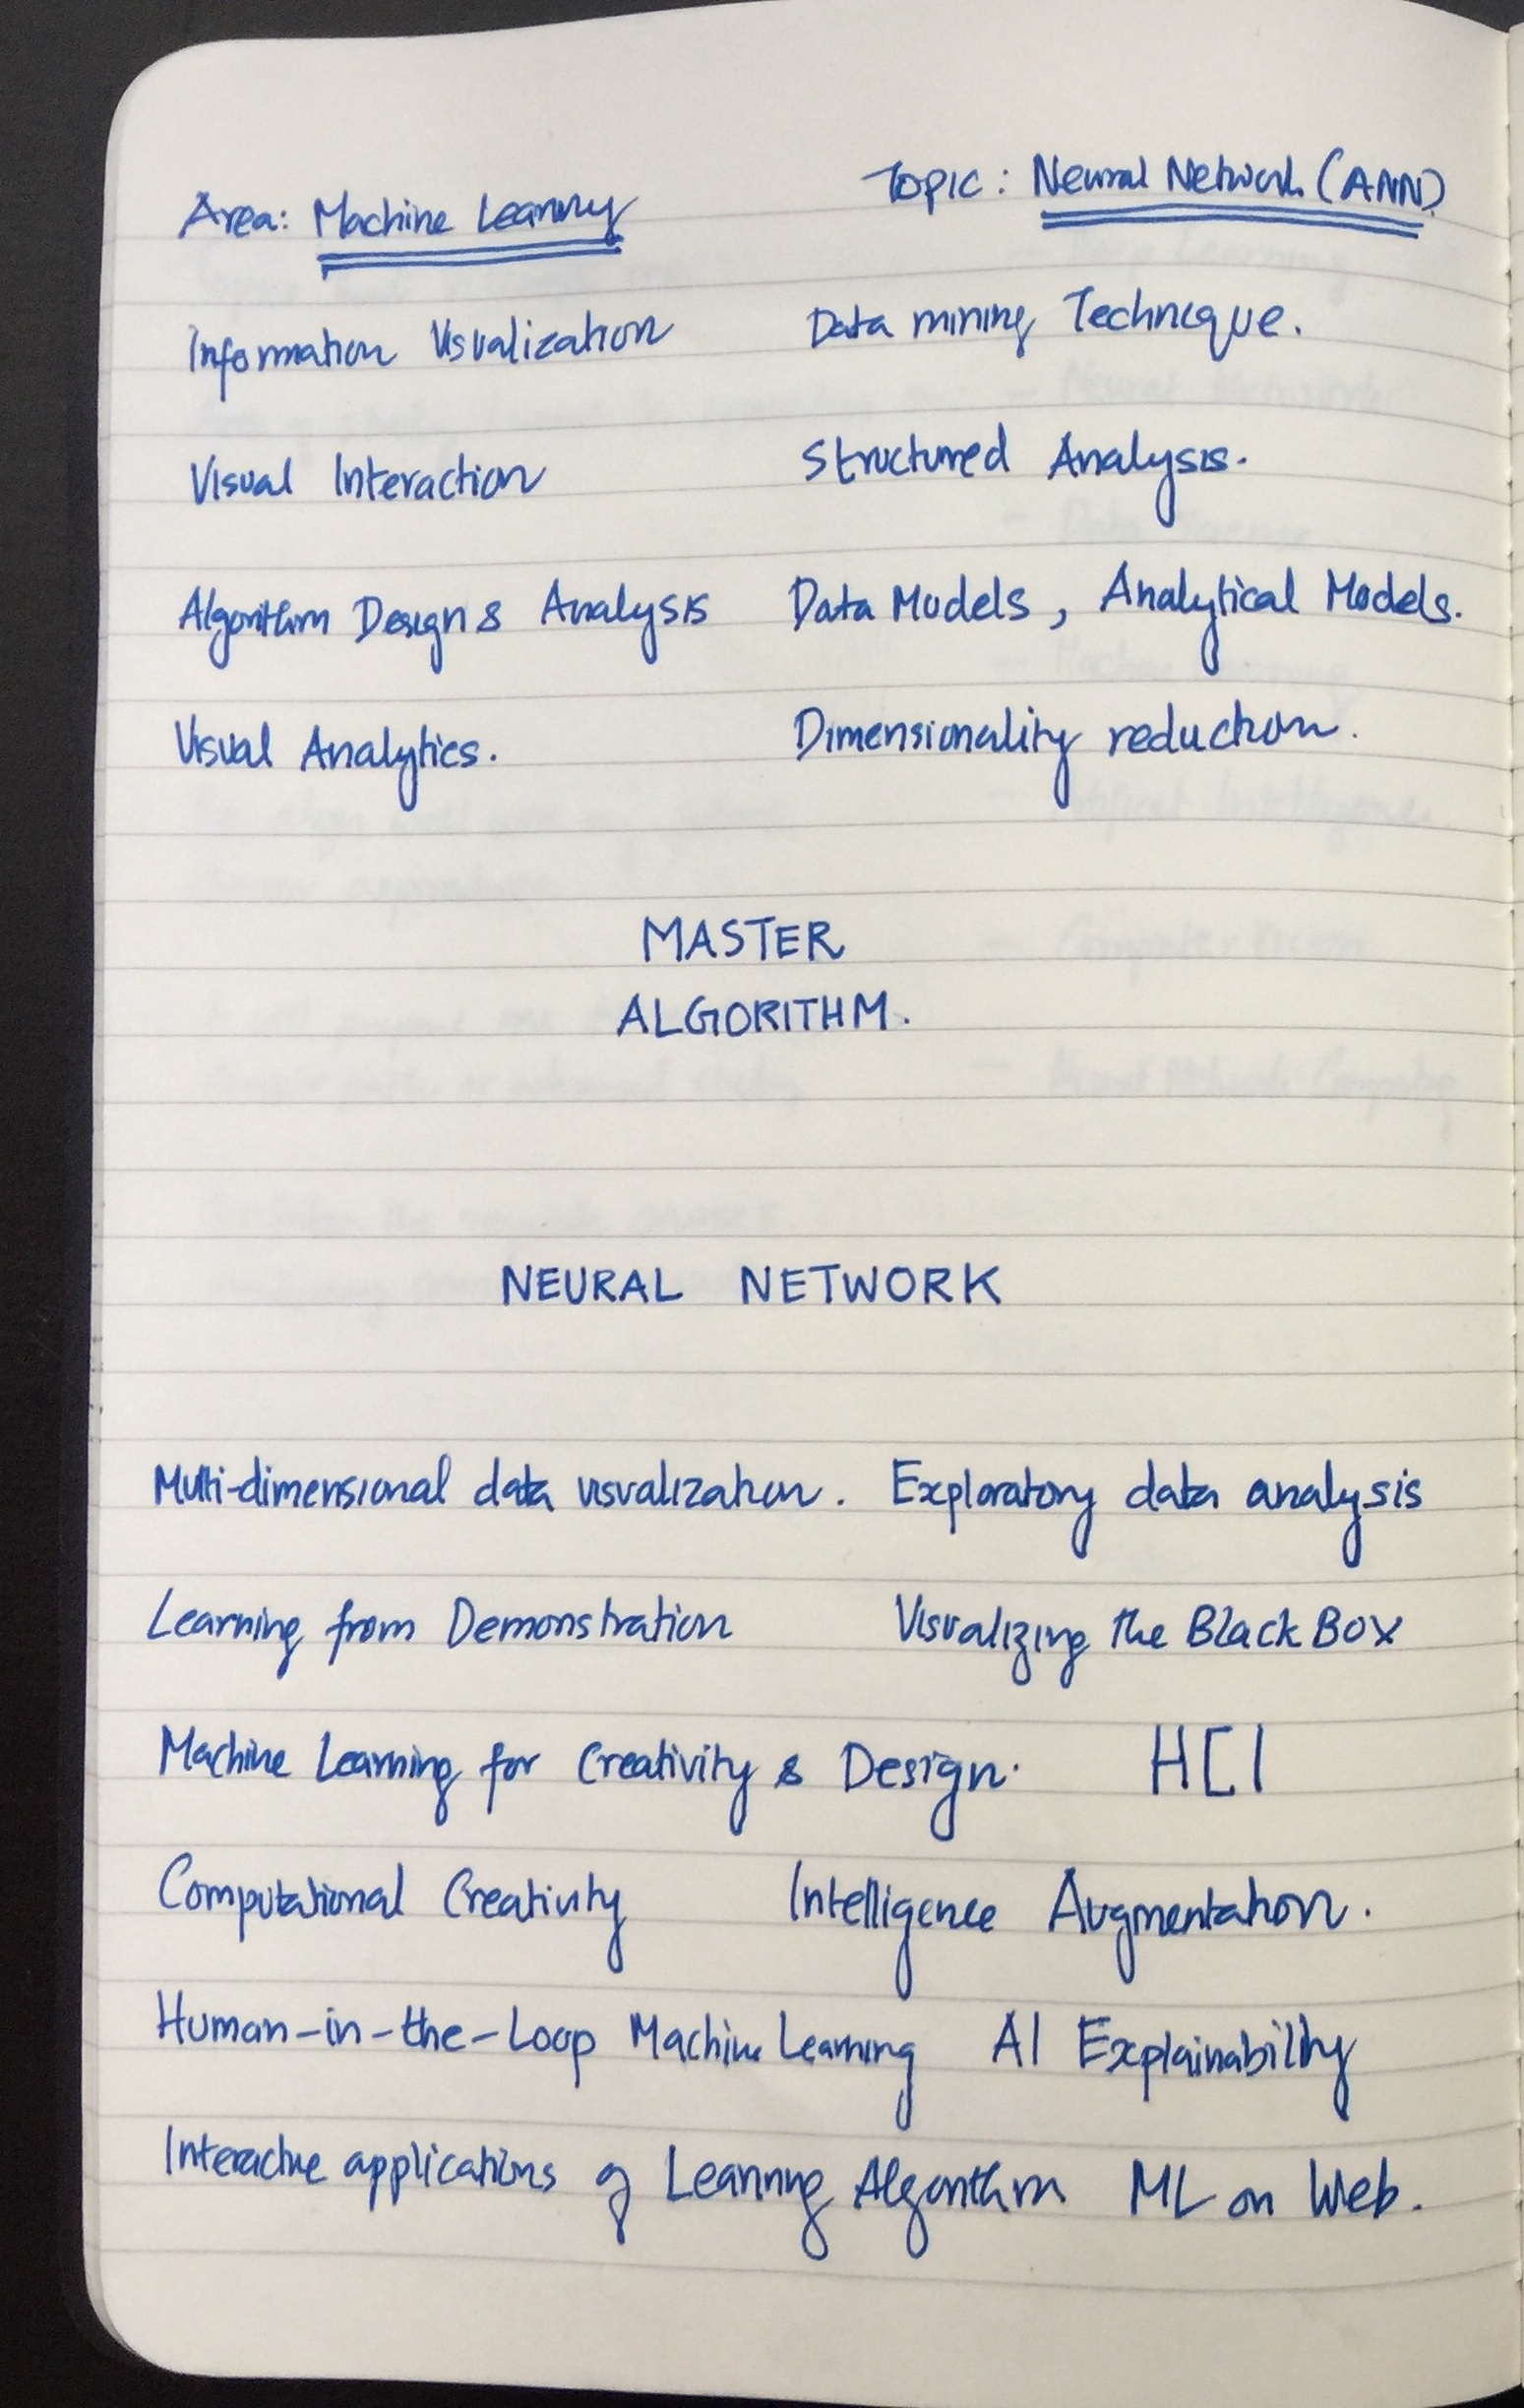 Area: Machine Learning Topic: Neural Network (ANN)
Information Visualization Data mining Technique.
Visual Interaction Structured Analysis.
Algorithm Design & Analysis Data Models, Analytical Models.
Visual Analytics. Dimensionality reduction.
MASTER
ALGORITHM.
NEURAL NETWORK
Multi-dimensional data visualization. Exploratory data analysis
Learning from Demonstration Visualizing the Black Box
Machine Learning for Creativity & Design. HCI
Computational Creativity Intelligence Augmentation.
Human-in-the-Loop Machine Learning AI Explainability
Interactive applications of Learning Algorithm ML on Web.